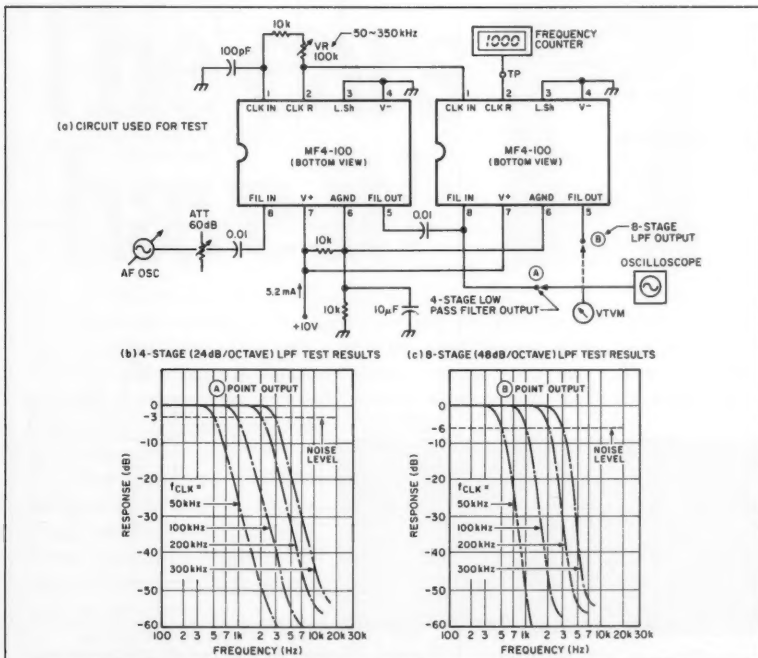 10k
100pF
VR
100k
50~350kHz
1000
FREQUENCY
COUNTER
TP
1 2 3 4
CLK IN CLK R L.Sh V−
1 2 3 4
CLK IN CLK R L.Sh V−
(a) CIRCUIT USED FOR TEST
MF4-100
(BOTTOM VIEW)
MF4-100
(BOTTOM VIEW)
FIL IN V+ AGND FIL OUT
8 7 6 5
FIL IN V+ AGND FIL OUT
8 7 6 5
ATT
60dB
0.01
AF OSC
10k
0.01
5.2mA
+10V
10k
10µF
A
4-STAGE LOW
PASS FILTER OUTPUT
B
8-STAGE
LPF OUTPUT
OSCILLOSCOPE
VTVM
(b) 4-STAGE (24dB/OCTAVE) LPF TEST RESULTS
A POINT OUTPUT
0
-3
-10
-20
-30
-40
-50
-60
RESPONSE (dB)
NOISE
LEVEL
fCLK=
50kHz
100kHz
200kHz
300kHz
100 2 3 5 7 1k 2 3 5 7 10k 20k 30k
FREQUENCY (Hz)
(c) 8-STAGE (48dB/OCTAVE) LPF TEST RESULTS
B POINT OUTPUT
0
-6
-10
-20
-30
-40
-50
-60
RESPONSE (dB)
NOISE
LEVEL
fCLK=
50kHz
100kHz
200kHz
300kHz
100 2 3 5 7 1k 2 3 5 7 10k 20k 30k
FREQUENCY (Hz)